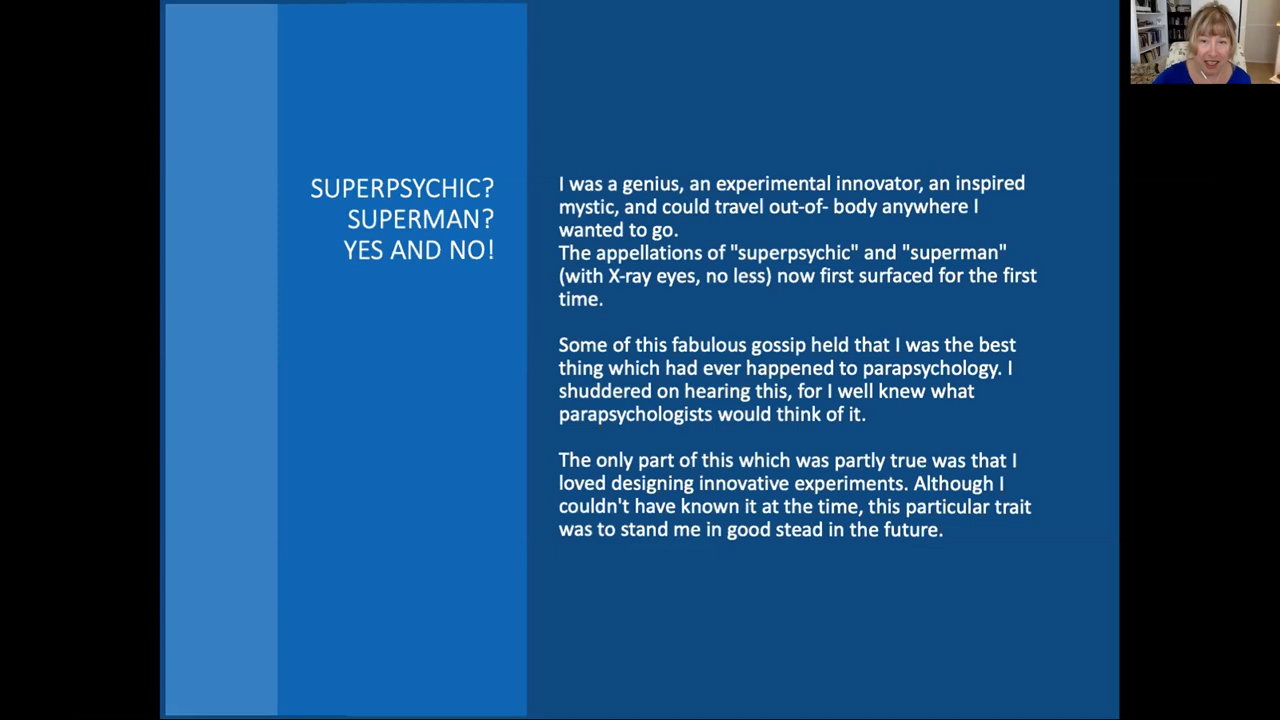 SUPERPSYCHIC?
SUPERMAN?
YES AND NO!
I was a genius, an experimental innovator, an inspired
mystic, and could travel out-of- body anywhere I
wanted to go.
The appellations of "superpsychic" and "superman"
(with X-ray eyes, no less) now first surfaced for the first
time.
Some of this fabulous gossip held that I was the best
thing which had ever happened to parapsychology. I
shuddered on hearing this, for I well knew what
parapsychologists would think of it.
The only part of this which was partly true was that I
loved designing innovative experiments. Although I
couldn't have known it at the time, this particular trait
was to stand me in good stead in the future.